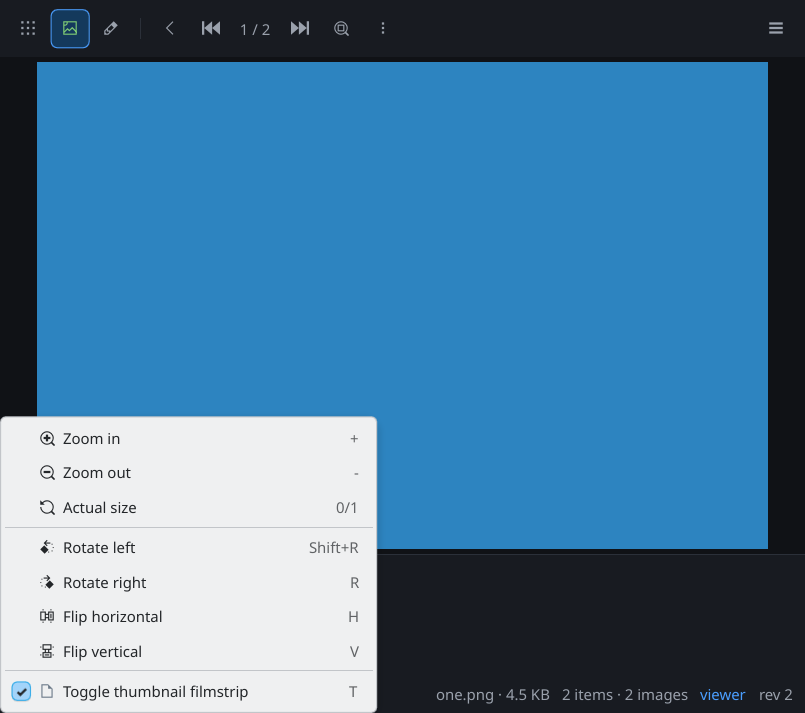 1 / 2
Zoom in +
Zoom out -
Actual size 0/1
Rotate left Shift+R
Rotate right R
Flip horizontal H
Flip vertical V
Toggle thumbnail filmstrip T
one.png · 4.5 KB 2 items · 2 images viewer rev 2